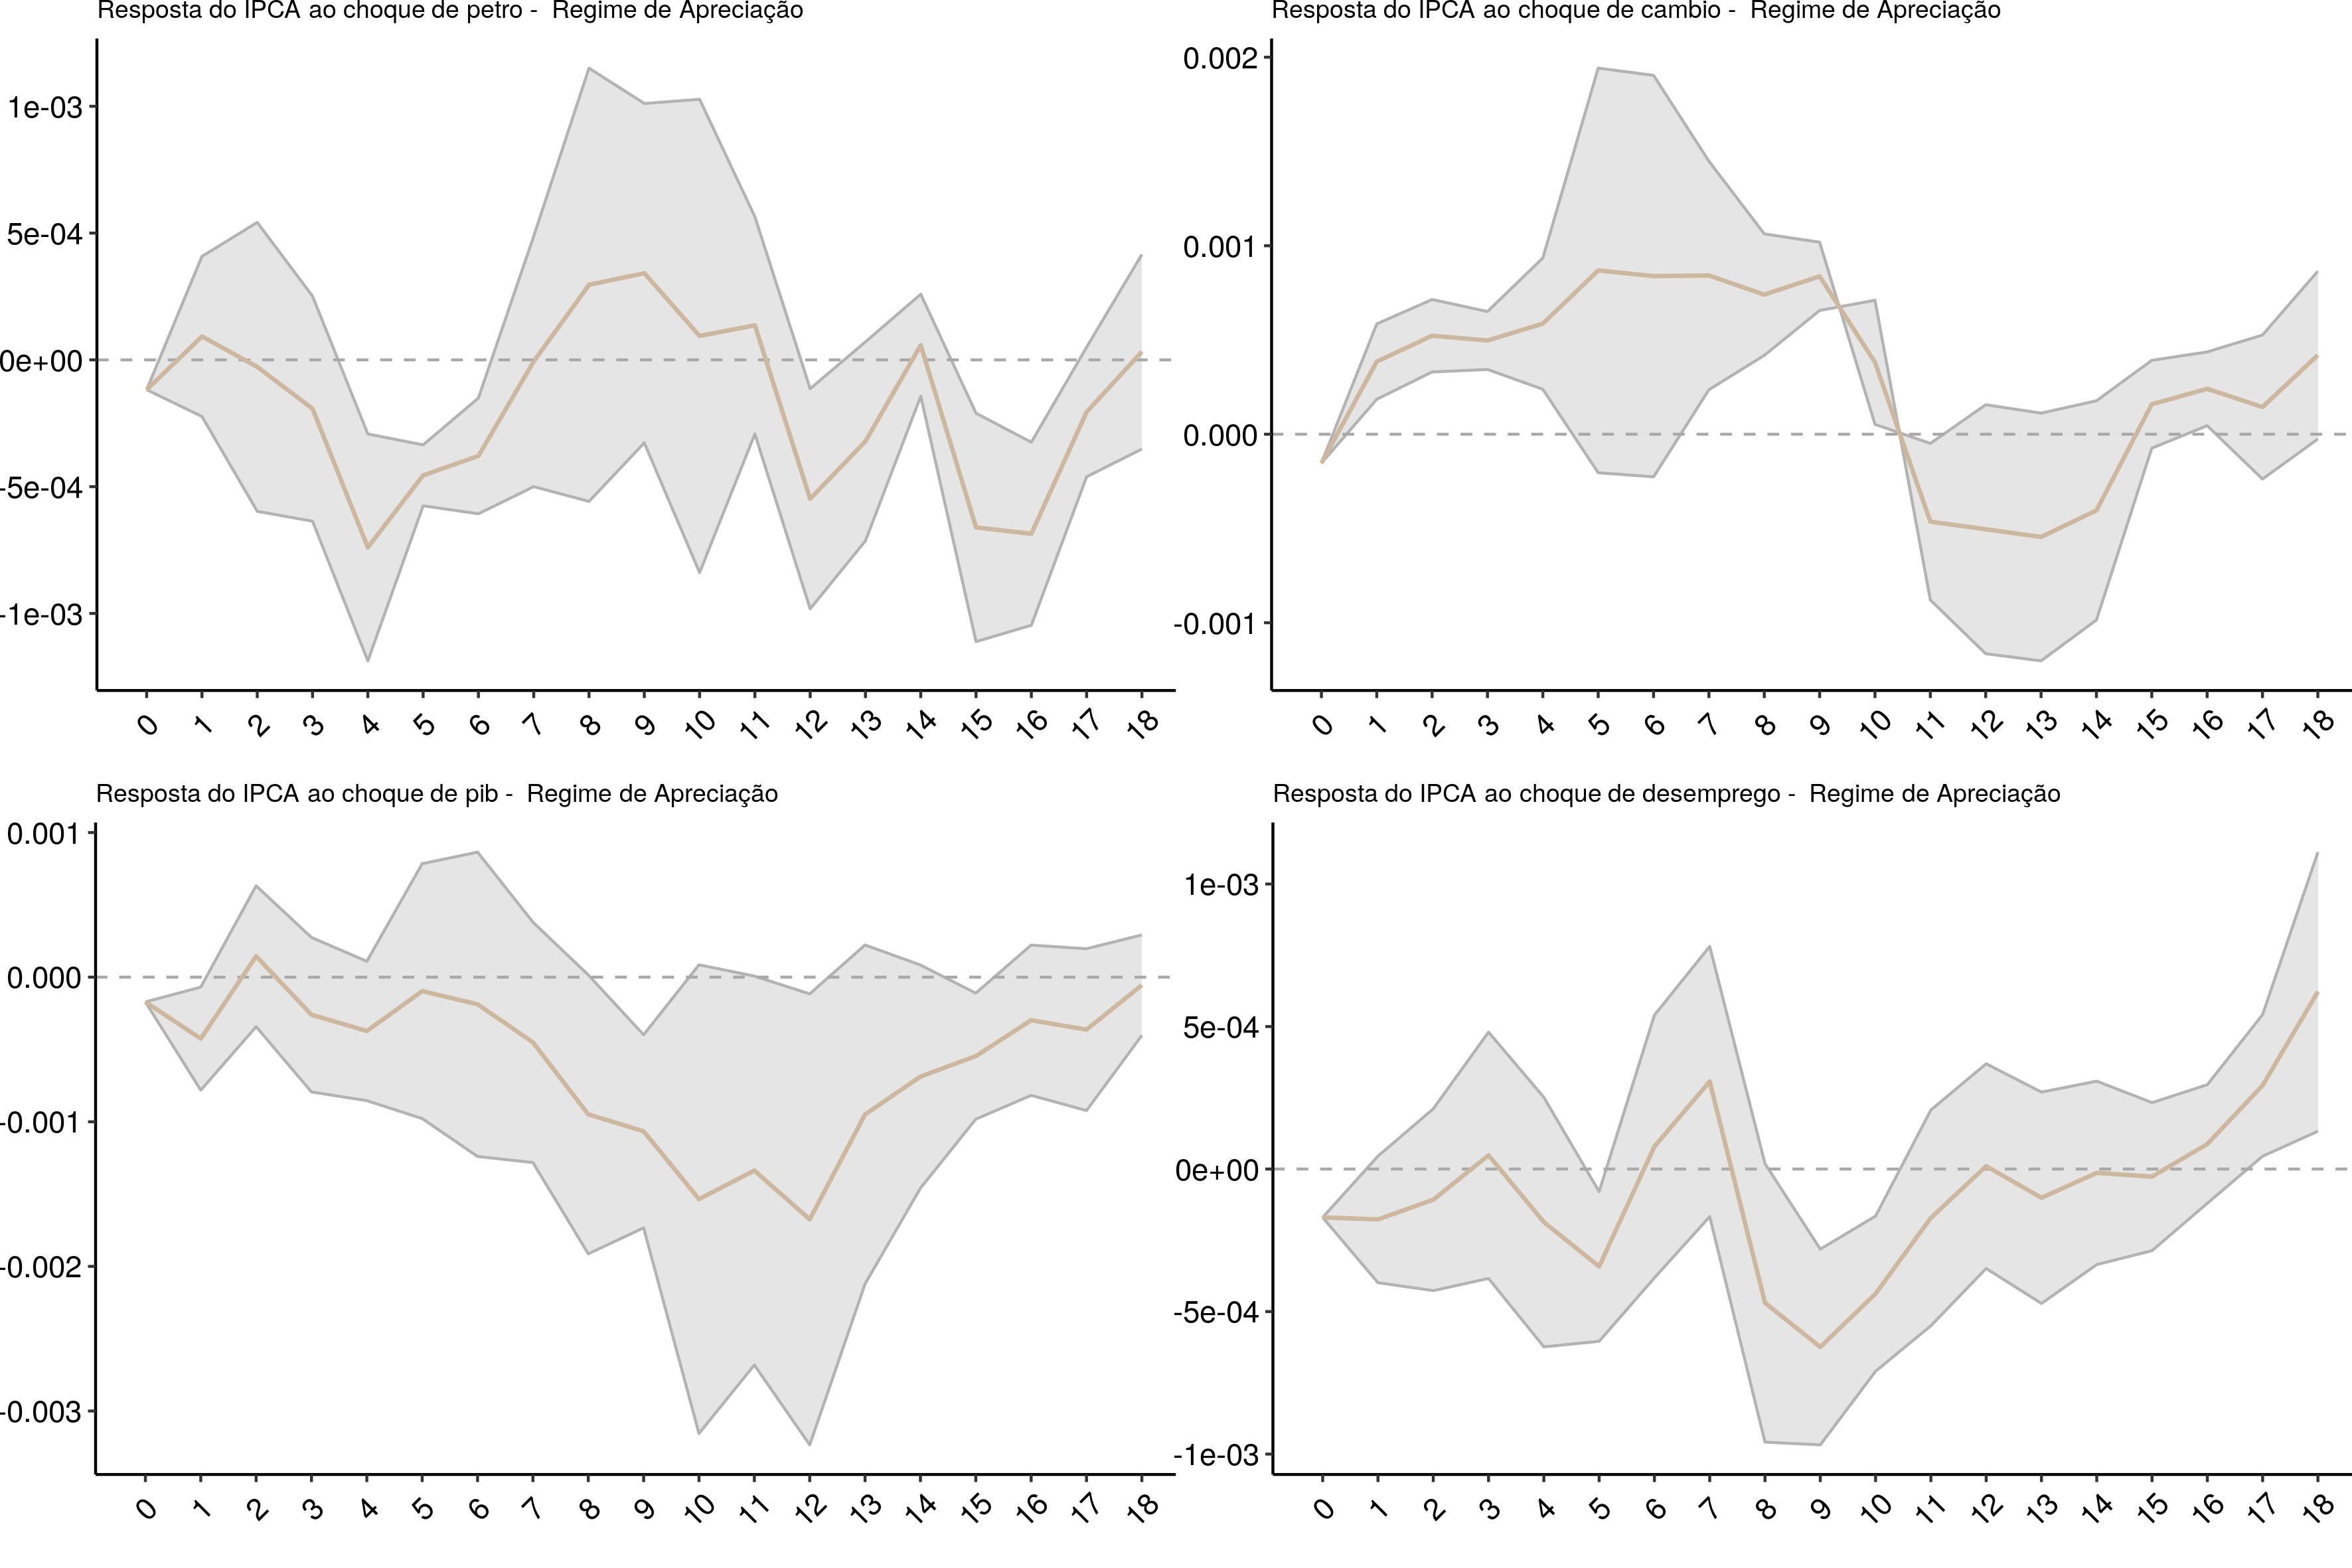 Resposta do IPCA ao choque de petro -  Regime de Apreciação
1e-03
5e-04
0e+00
-5e-04
-1e-03
0 1 2 3 4 5 6 7 8 9 10 11 12 13 14 15 16 17 18
Resposta do IPCA ao choque de cambio -  Regime de Apreciação
0.002
0.001
0.000
-0.001
0 1 2 3 4 5 6 7 8 9 10 11 12 13 14 15 16 17 18
Resposta do IPCA ao choque de pib -  Regime de Apreciação
0.001
0.000
-0.001
-0.002
-0.003
0 1 2 3 4 5 6 7 8 9 10 11 12 13 14 15 16 17 18
Resposta do IPCA ao choque de desemprego -  Regime de Apreciação
1e-03
5e-04
0e+00
-5e-04
-1e-03
0 1 2 3 4 5 6 7 8 9 10 11 12 13 14 15 16 17 18